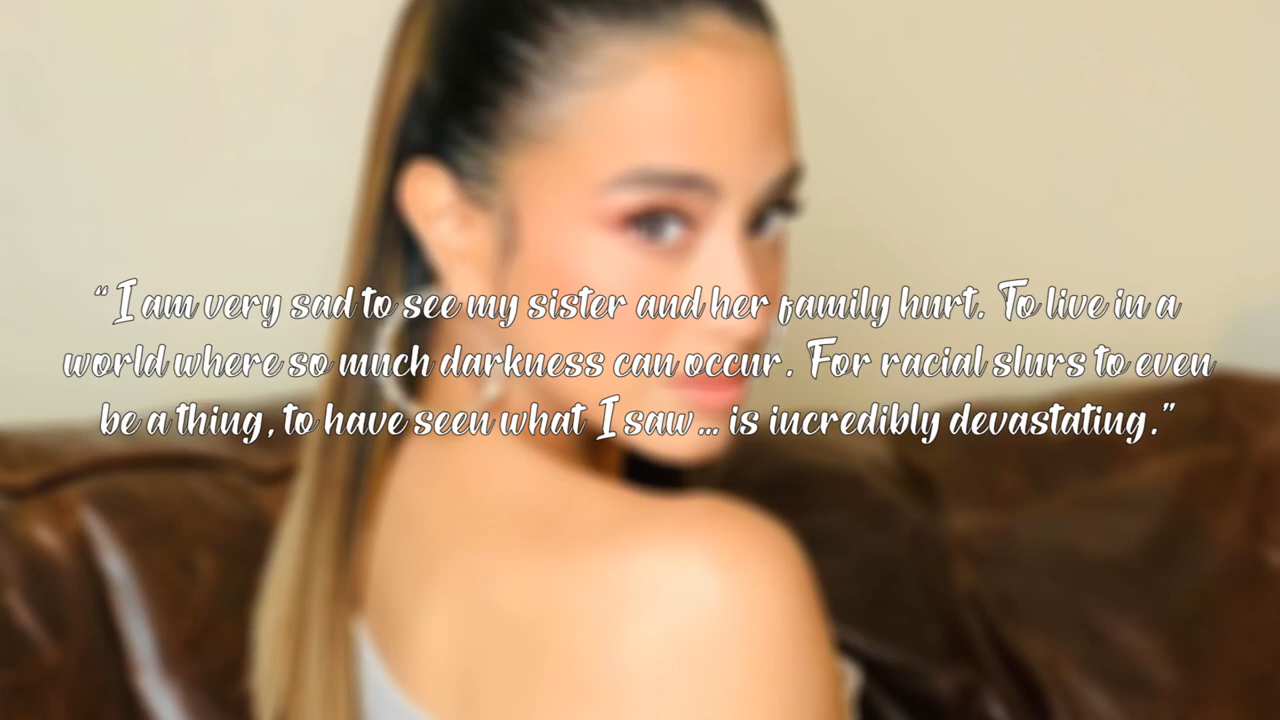 “ I am very sad to see my sister and her family hurt. To live in a
world where so much darkness can occur. For racial slurs to even
be a thing, to have seen what I saw ... is incredibly devastating.”